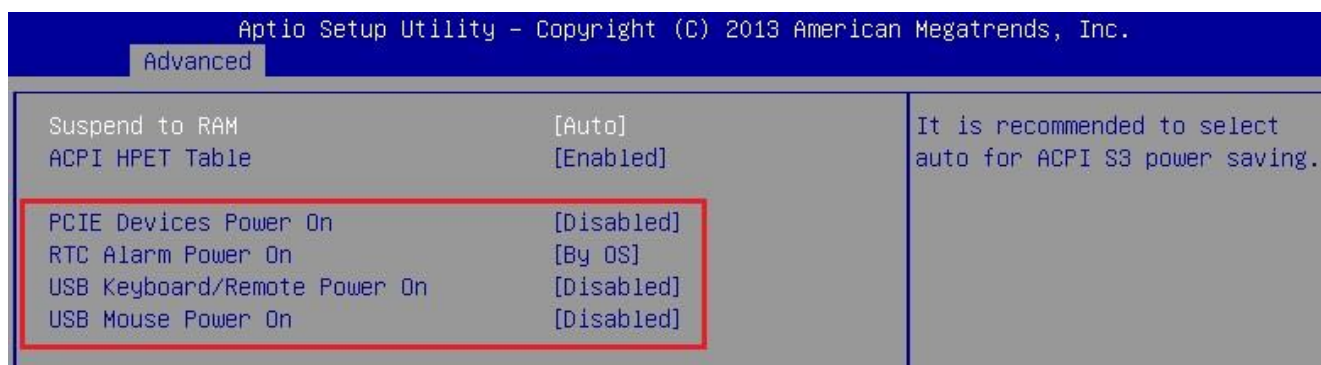 Aptio Setup Utility – Copyright (C) 2013 American Megatrends, Inc.
Advanced
Suspend to RAM [Auto]
ACPI HPET Table [Enabled]
PCIE Devices Power On [Disabled]
RTC Alarm Power On [By OS]
USB Keyboard/Remote Power On [Disabled]
USB Mouse Power On [Disabled]
It is recommended to select
auto for ACPI S3 power saving.